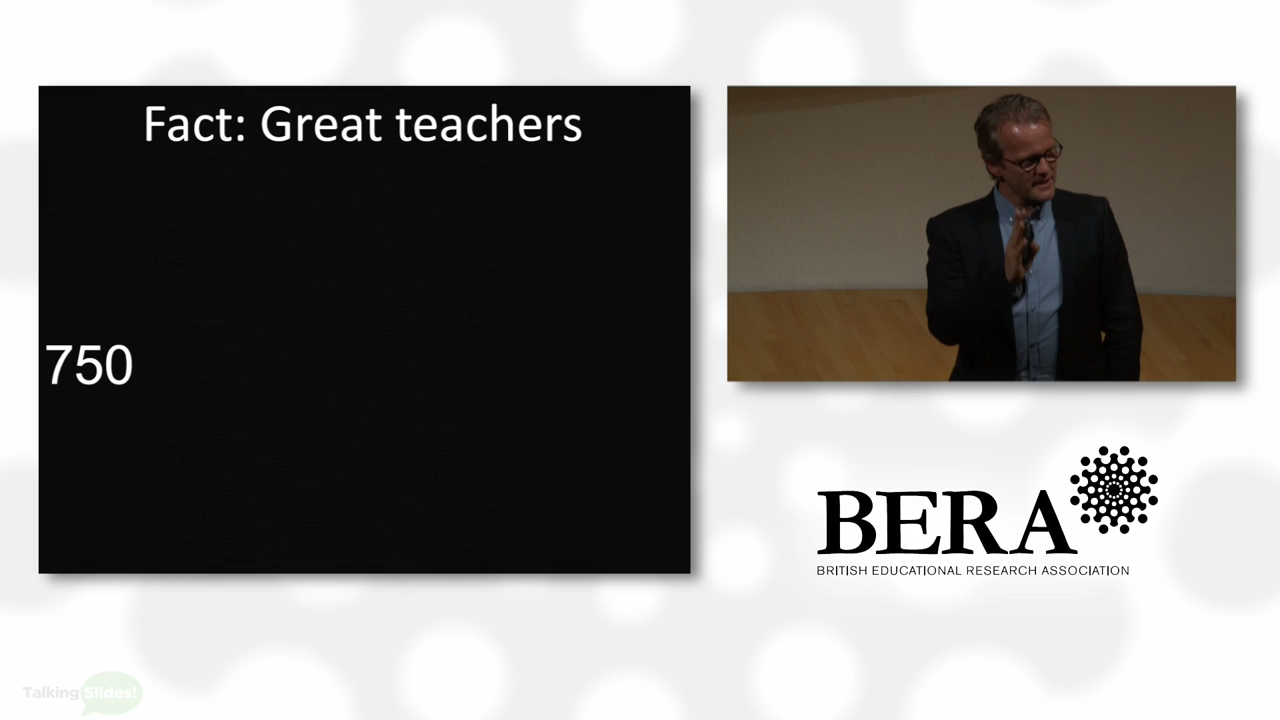 Fact: Great teachers
750
BERA
BRITISH EDUCATIONAL RESEARCH ASSOCIATION
Talking Slides!